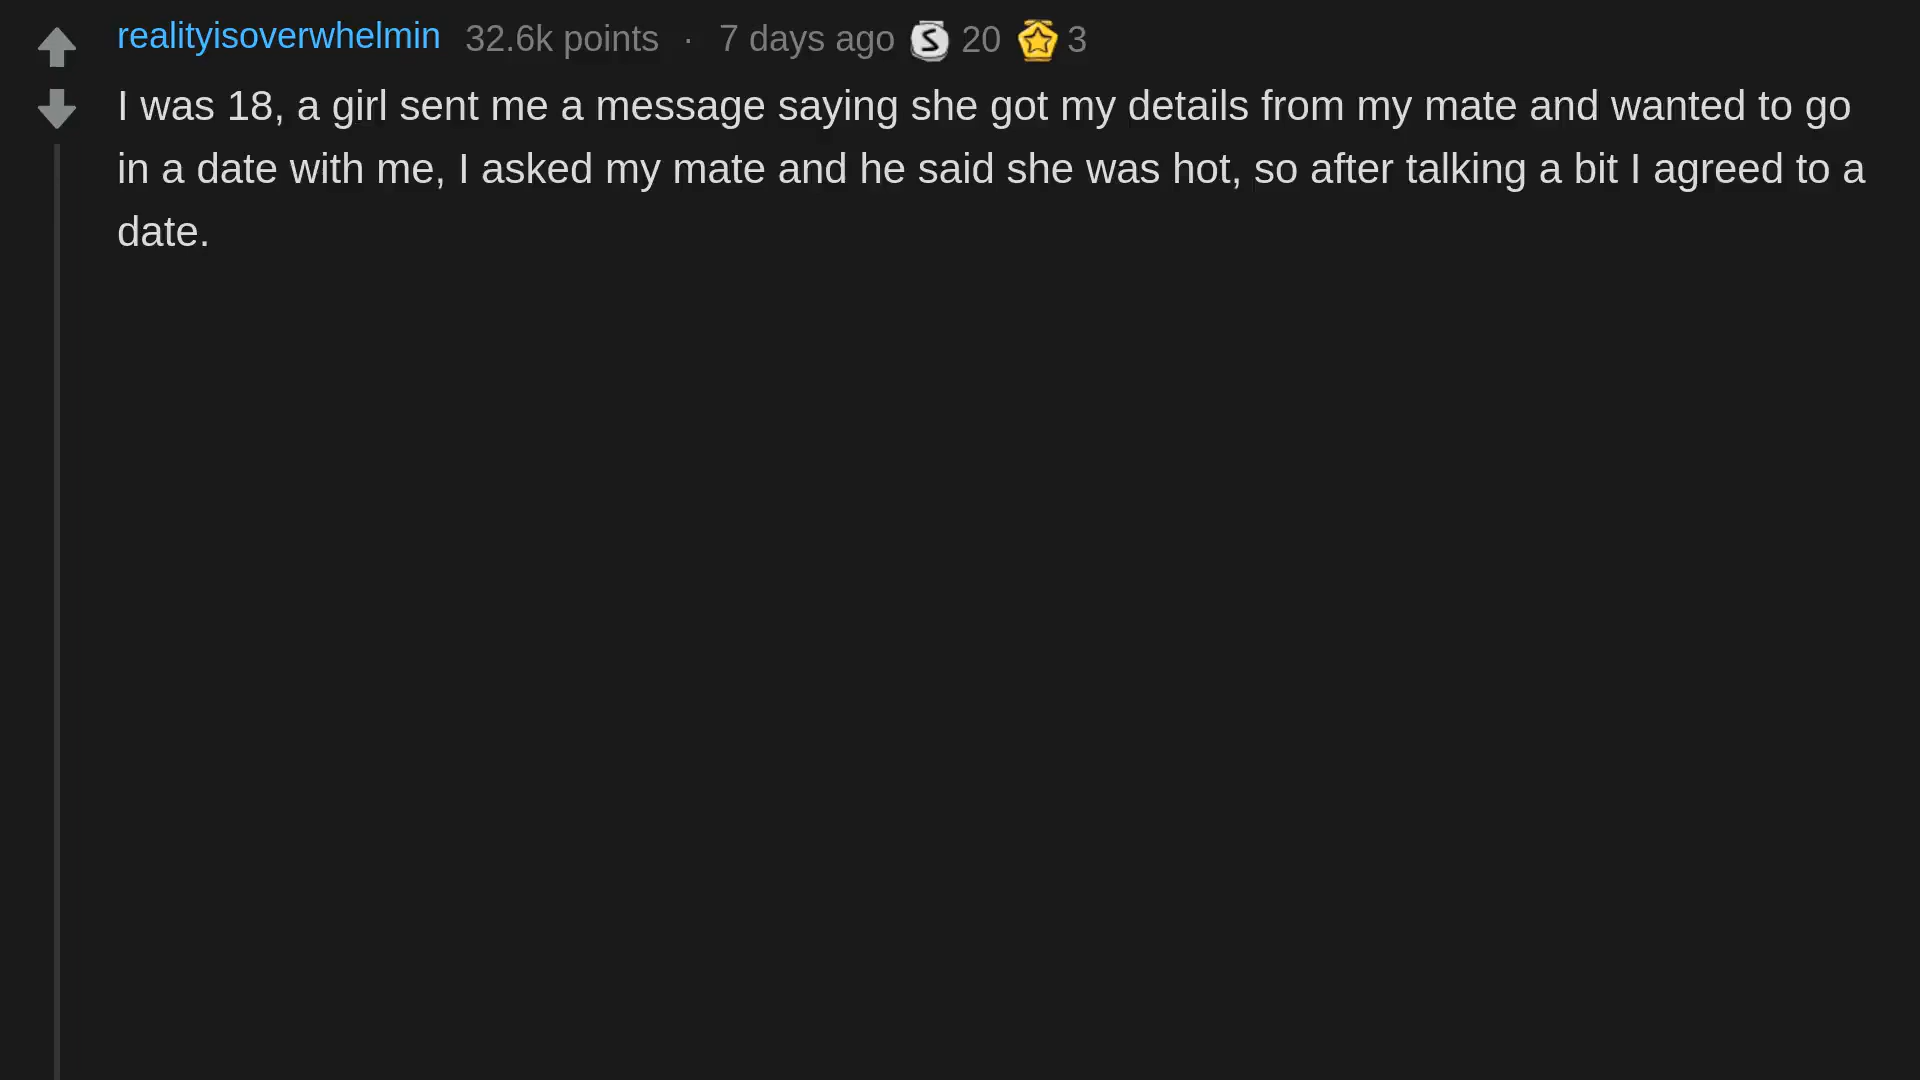 realityisoverwhelmin 32.6k points · 7 days ago S 20 3
I was 18, a girl sent me a message saying she got my details from my mate and wanted to go
in a date with me, I asked my mate and he said she was hot, so after talking a bit I agreed to a
date.